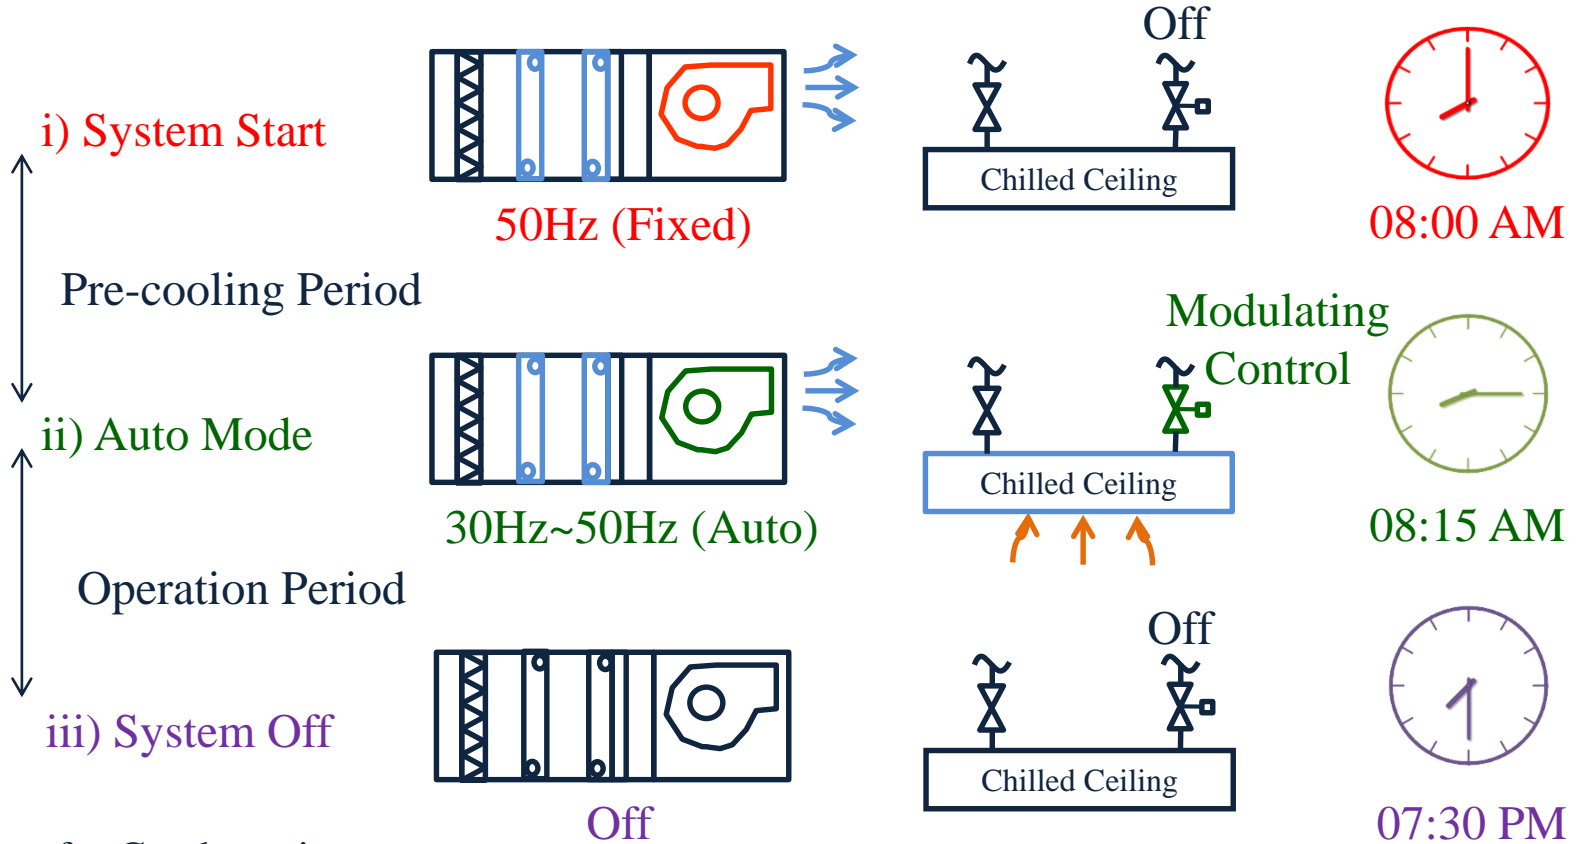 Off
i) System Start
Chilled Ceiling
50Hz (Fixed)
08:00 AM
Pre-cooling Period
Modulating
Control
ii) Auto Mode
Chilled Ceiling
30Hz~50Hz (Auto)
08:15 AM
Operation Period
Off
iii) System Off
Chilled Ceiling
Off
07:30 PM